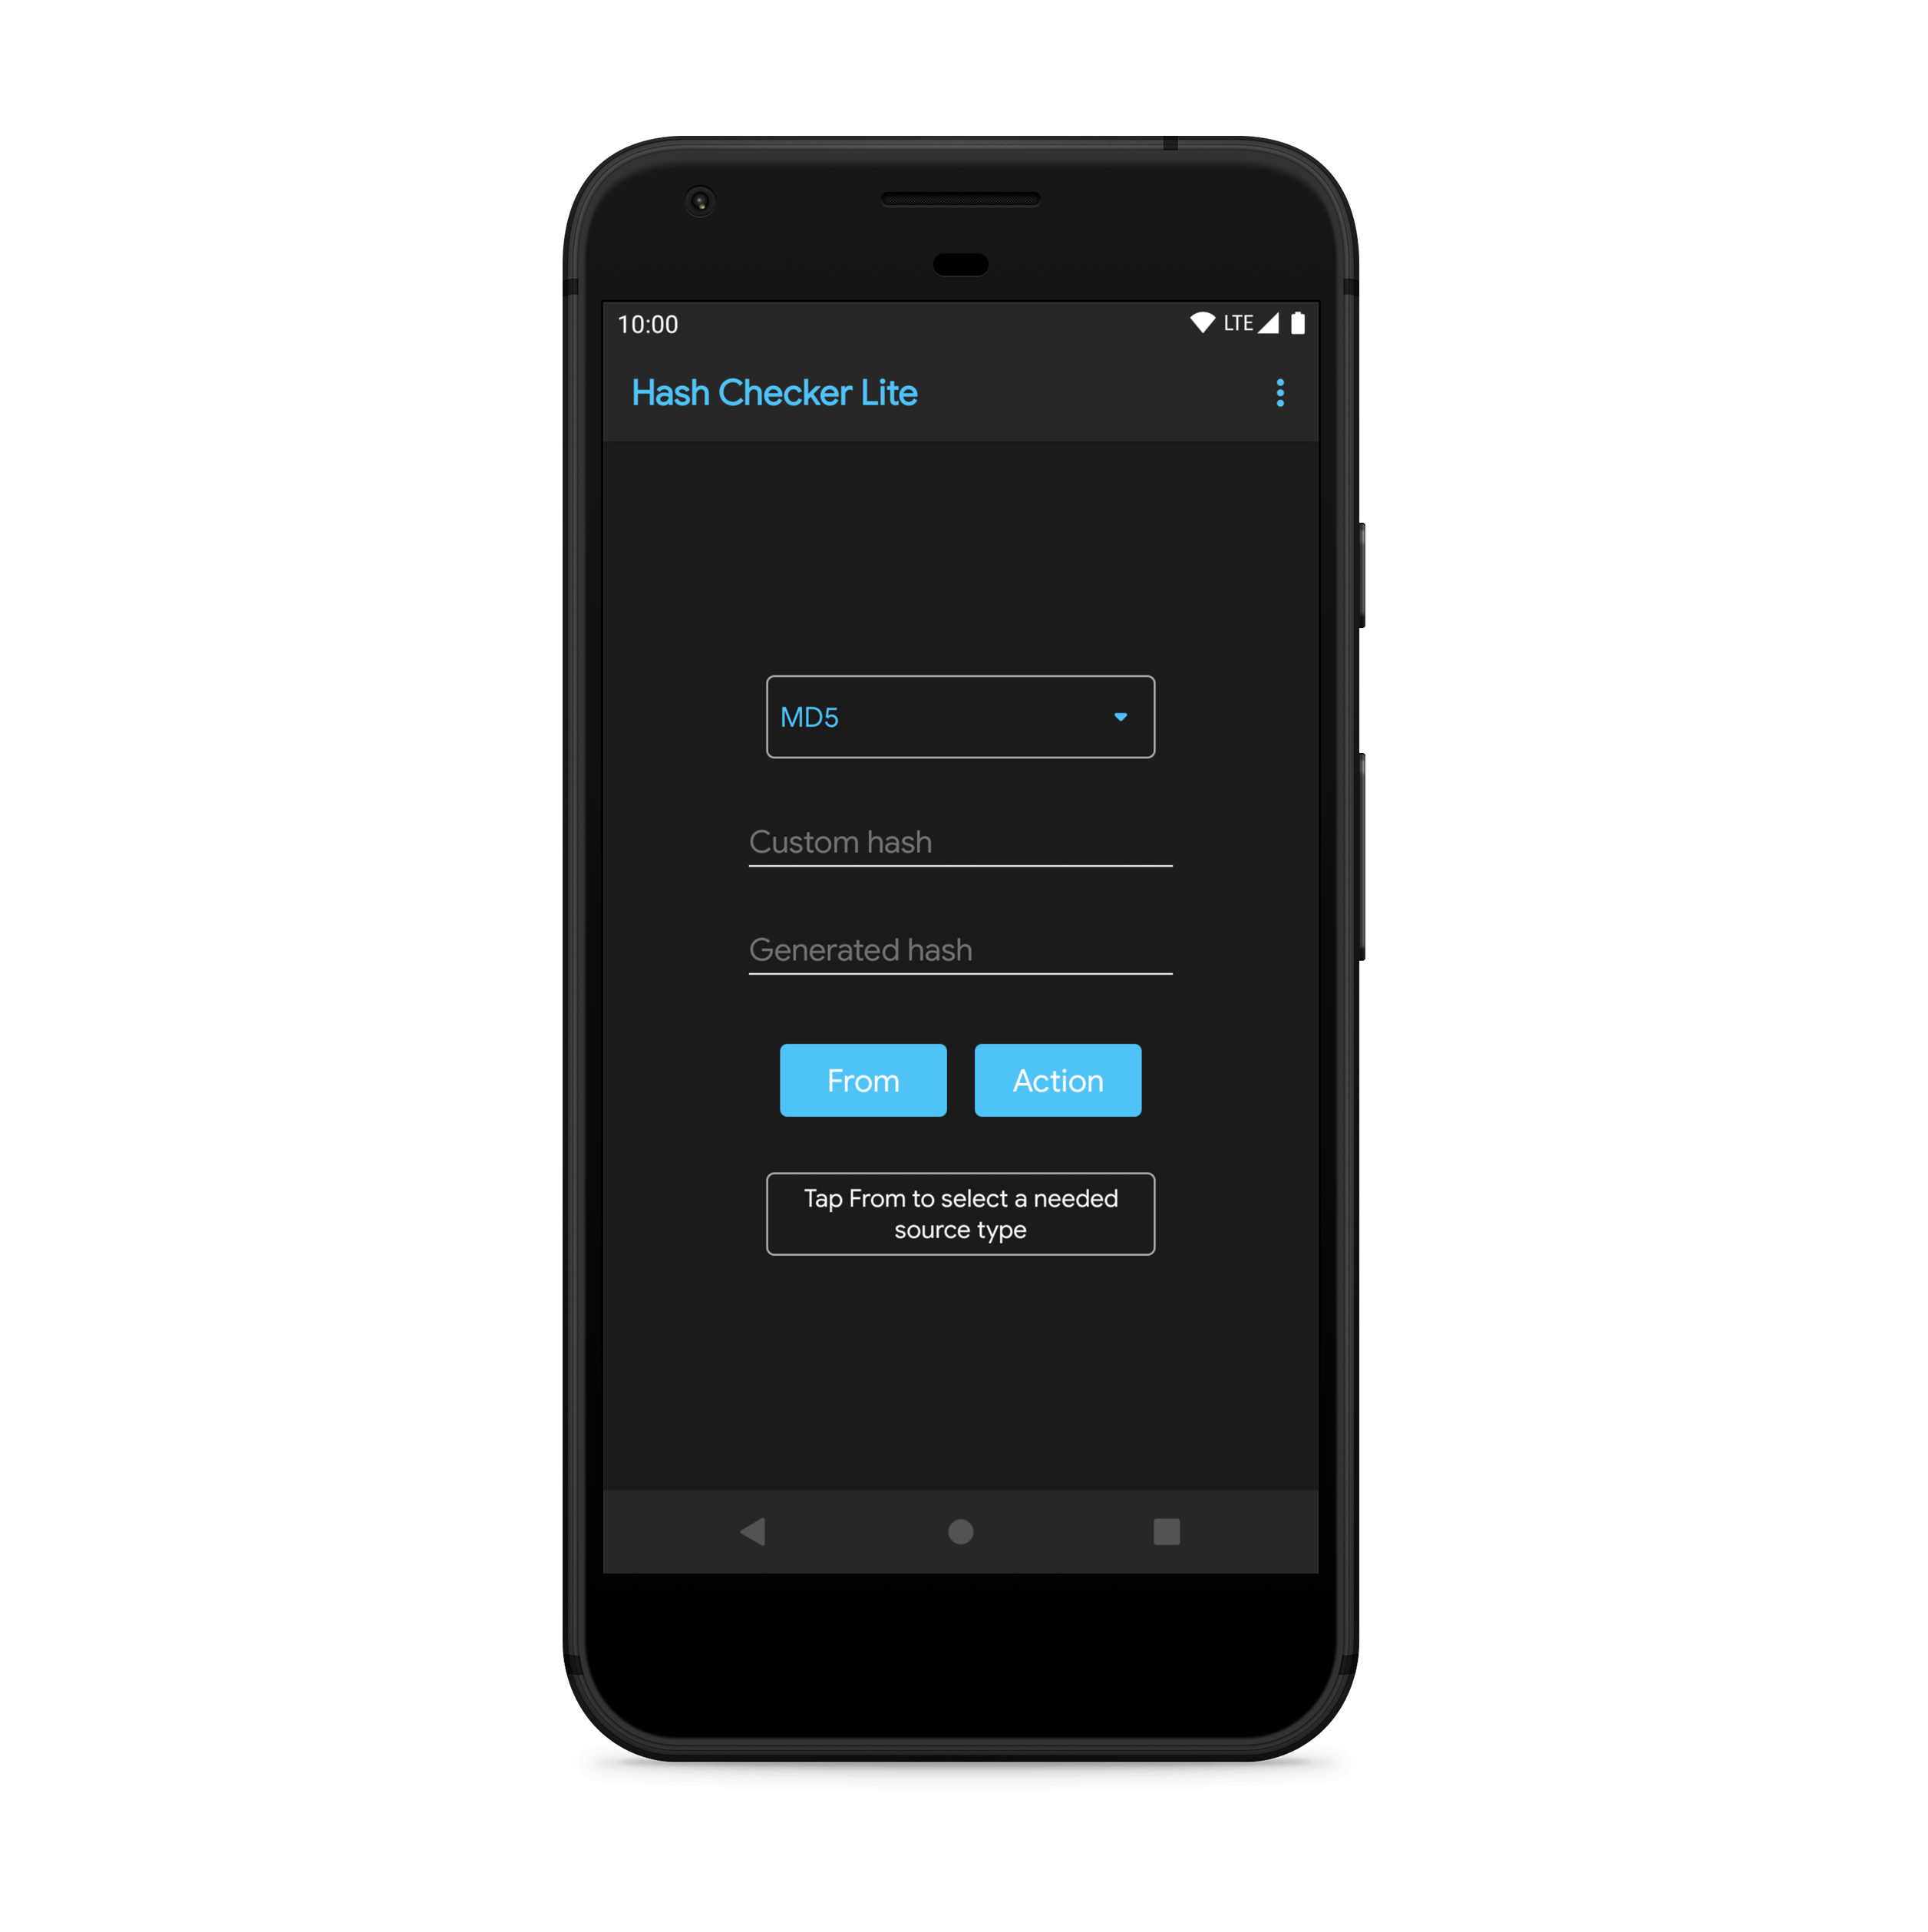 10:00 LTE
Hash Checker Lite
MD5
Custom hash
Generated hash
From Action
Tap From to select a needed
source type